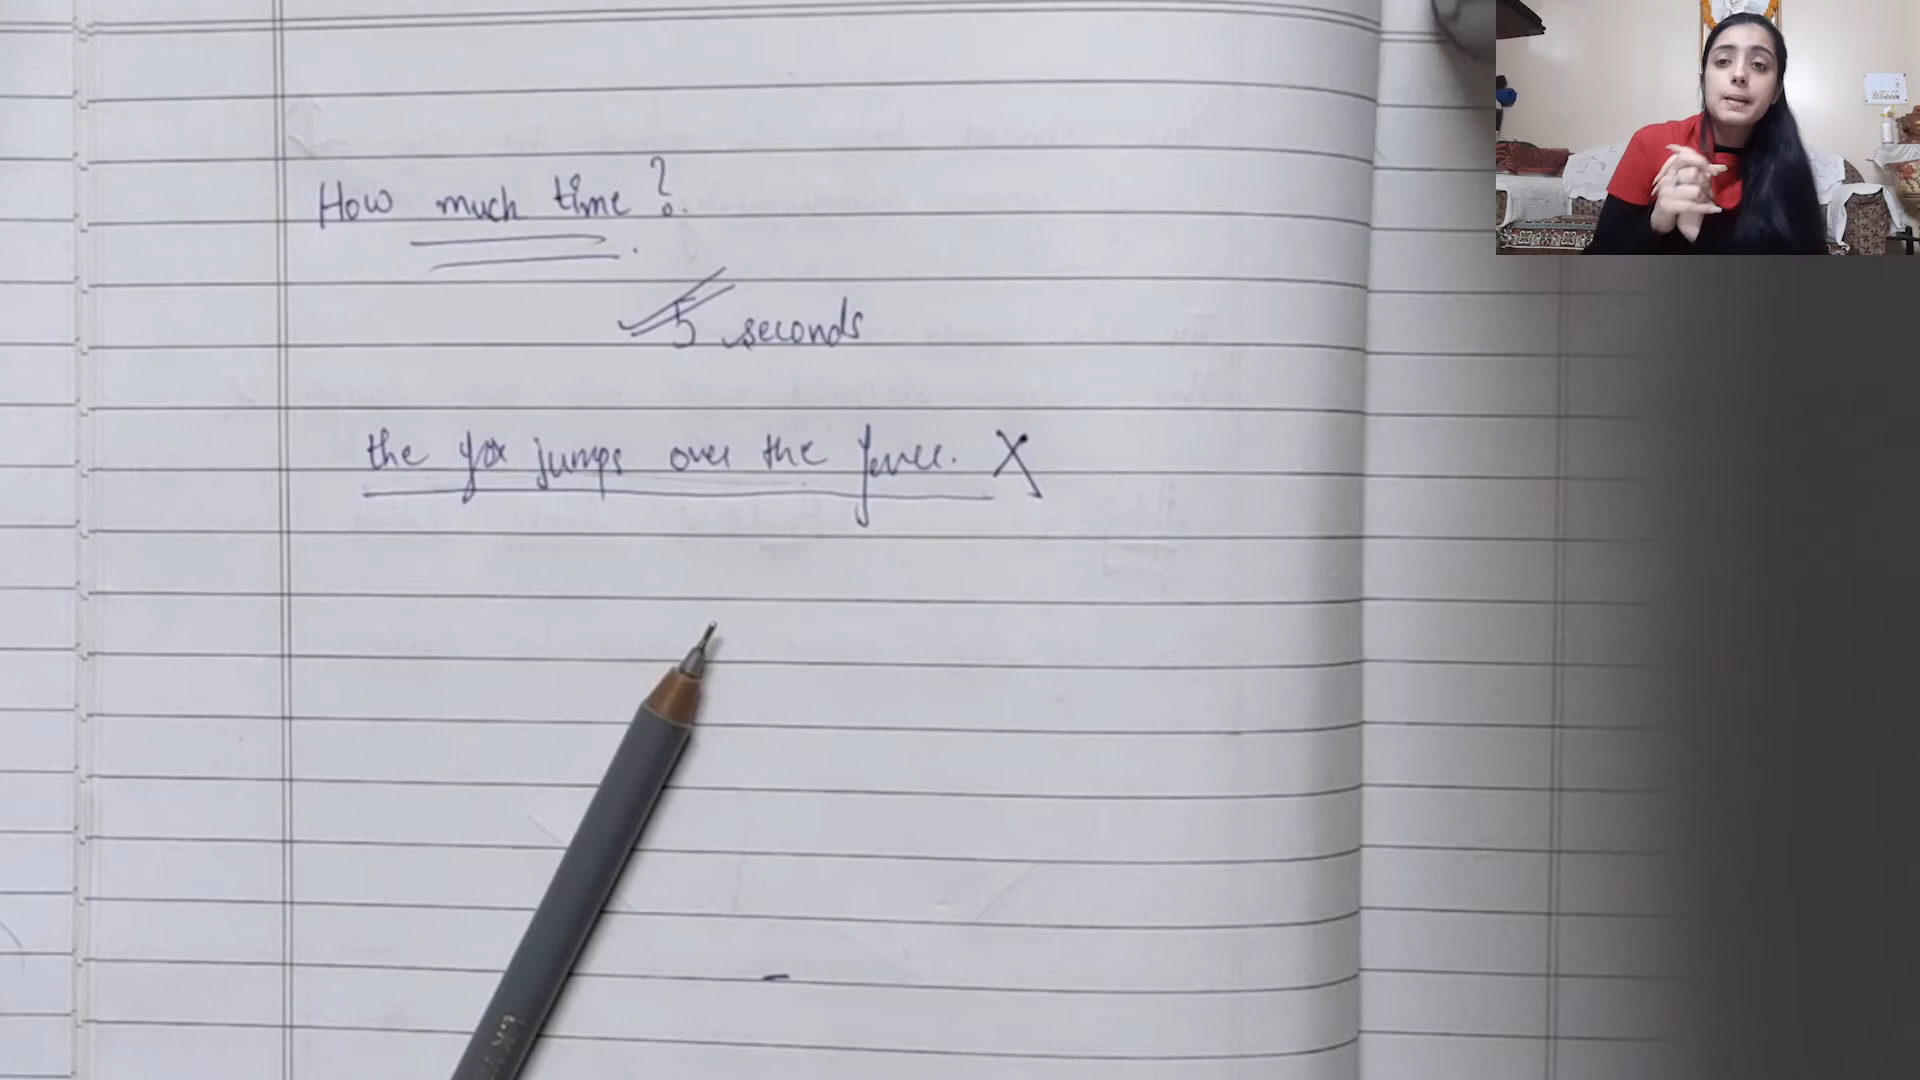 How much time?
5 seconds
the fox jumps over the fence. X